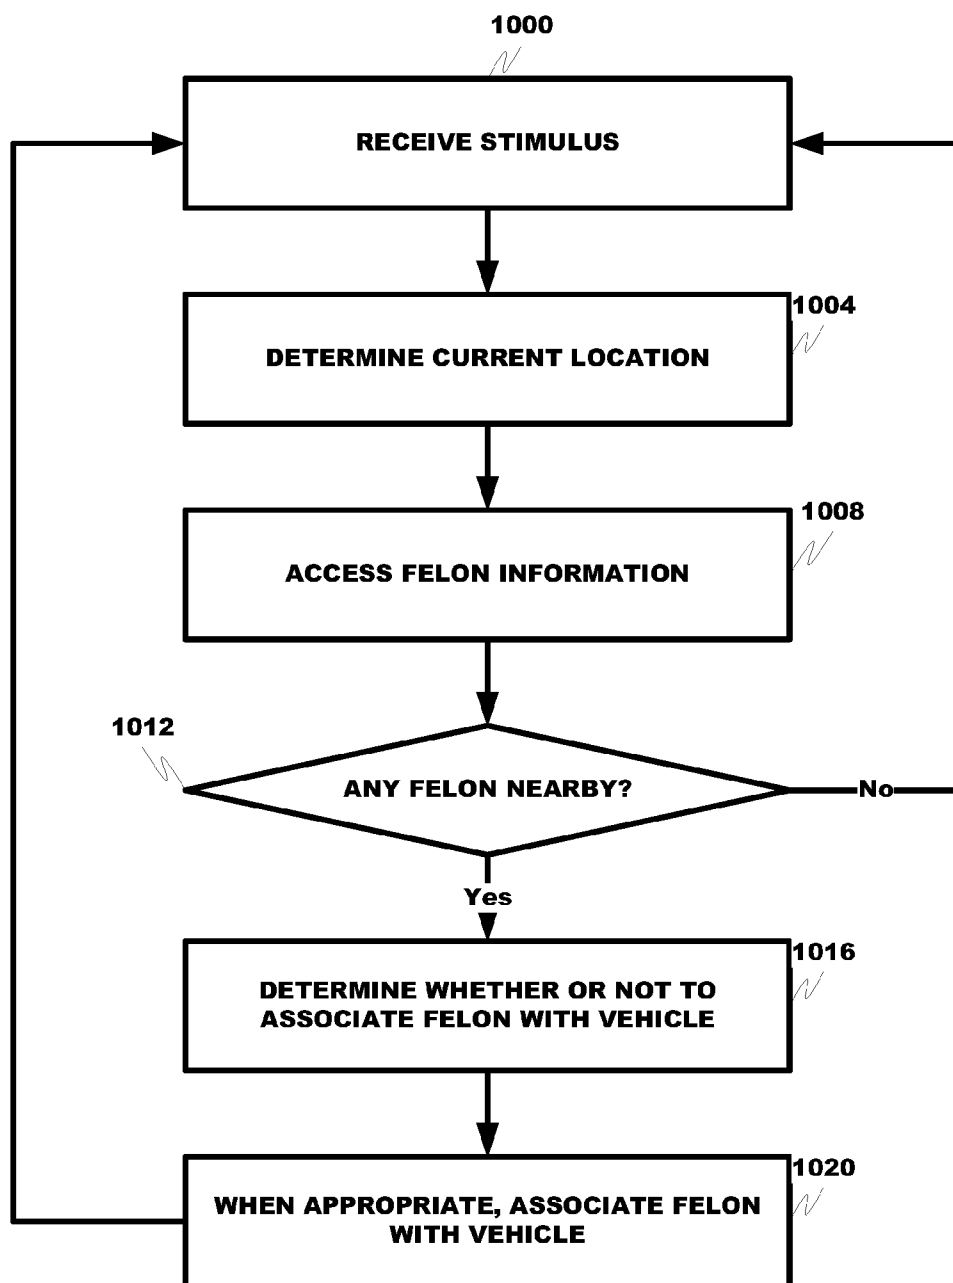 1000
RECEIVE STIMULUS
1004
DETERMINE CURRENT LOCATION
1008
ACCESS FELON INFORMATION
1012
ANY FELON NEARBY?
No
Yes
1016
DETERMINE WHETHER OR NOT TO
ASSOCIATE FELON WITH VEHICLE
1020
WHEN APPROPRIATE, ASSOCIATE FELON
WITH VEHICLE